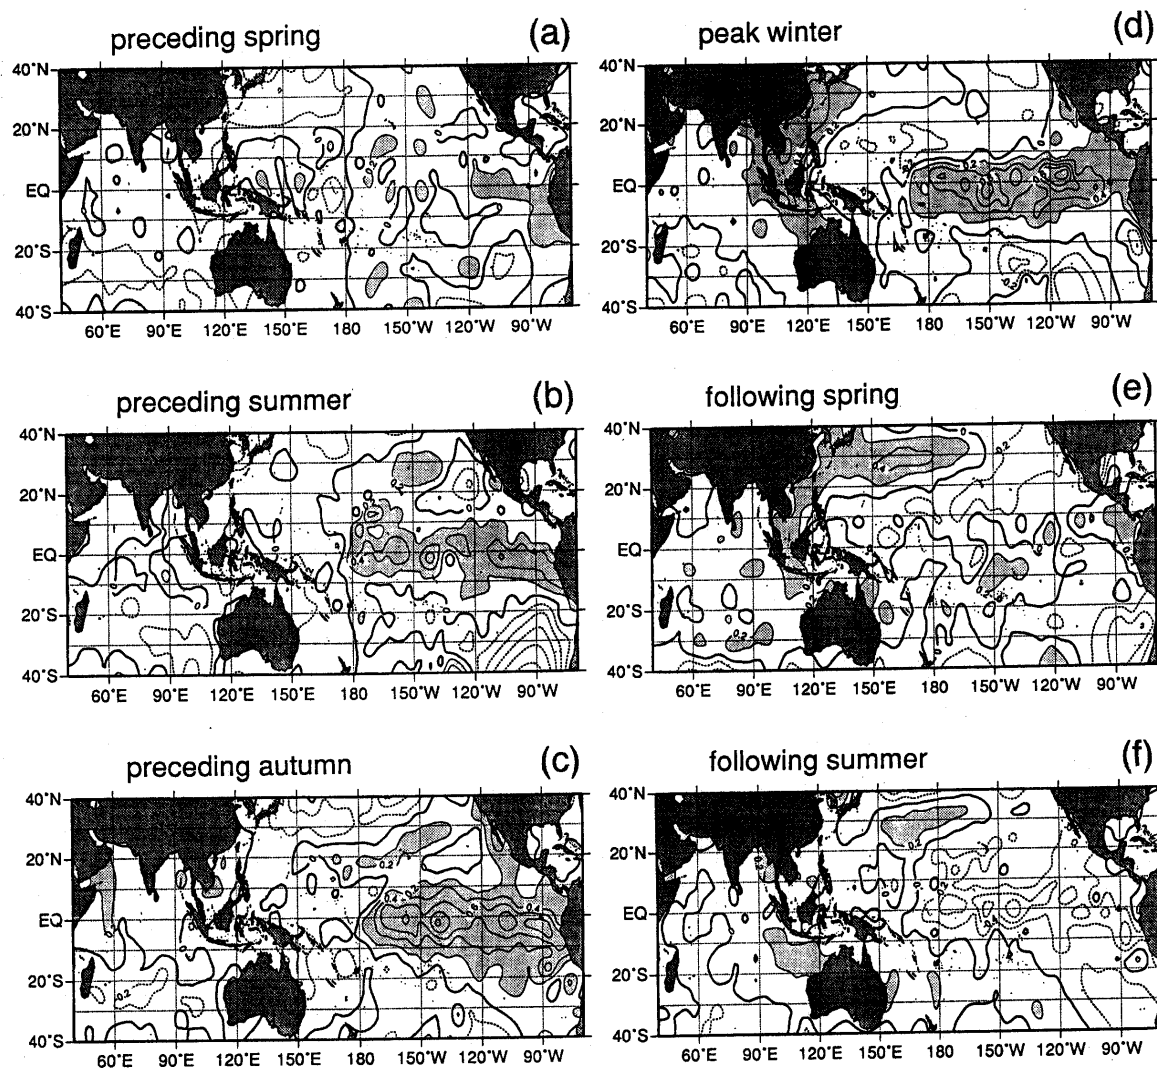 preceding spring (a)
40°N
20°N
EQ
20°S
40°S
60°E 90°E 120°E 150°E 180 150°W 120°W 90°W
preceding summer (b)
40°N
20°N
EQ
20°S
40°S
60°E 90°E 120°E 150°E 180 150°W 120°W 90°W
preceding autumn (c)
40°N
20°N
EQ
20°S
40°S
60°E 90°E 120°E 150°E 180 150°W 120°W 90°W
peak winter (d)
40°N
20°N
EQ
20°S
40°S
60°E 90°E 120°E 150°E 180 150°W 120°W 90°W
following spring (e)
40°N
20°N
EQ
20°S
40°S
60°E 90°E 120°E 150°E 180 150°W 120°W 90°W
following summer (f)
40°N
20°N
EQ
20°S
40°S
60°E 90°E 120°E 150°E 180 150°W 120°W 90°W